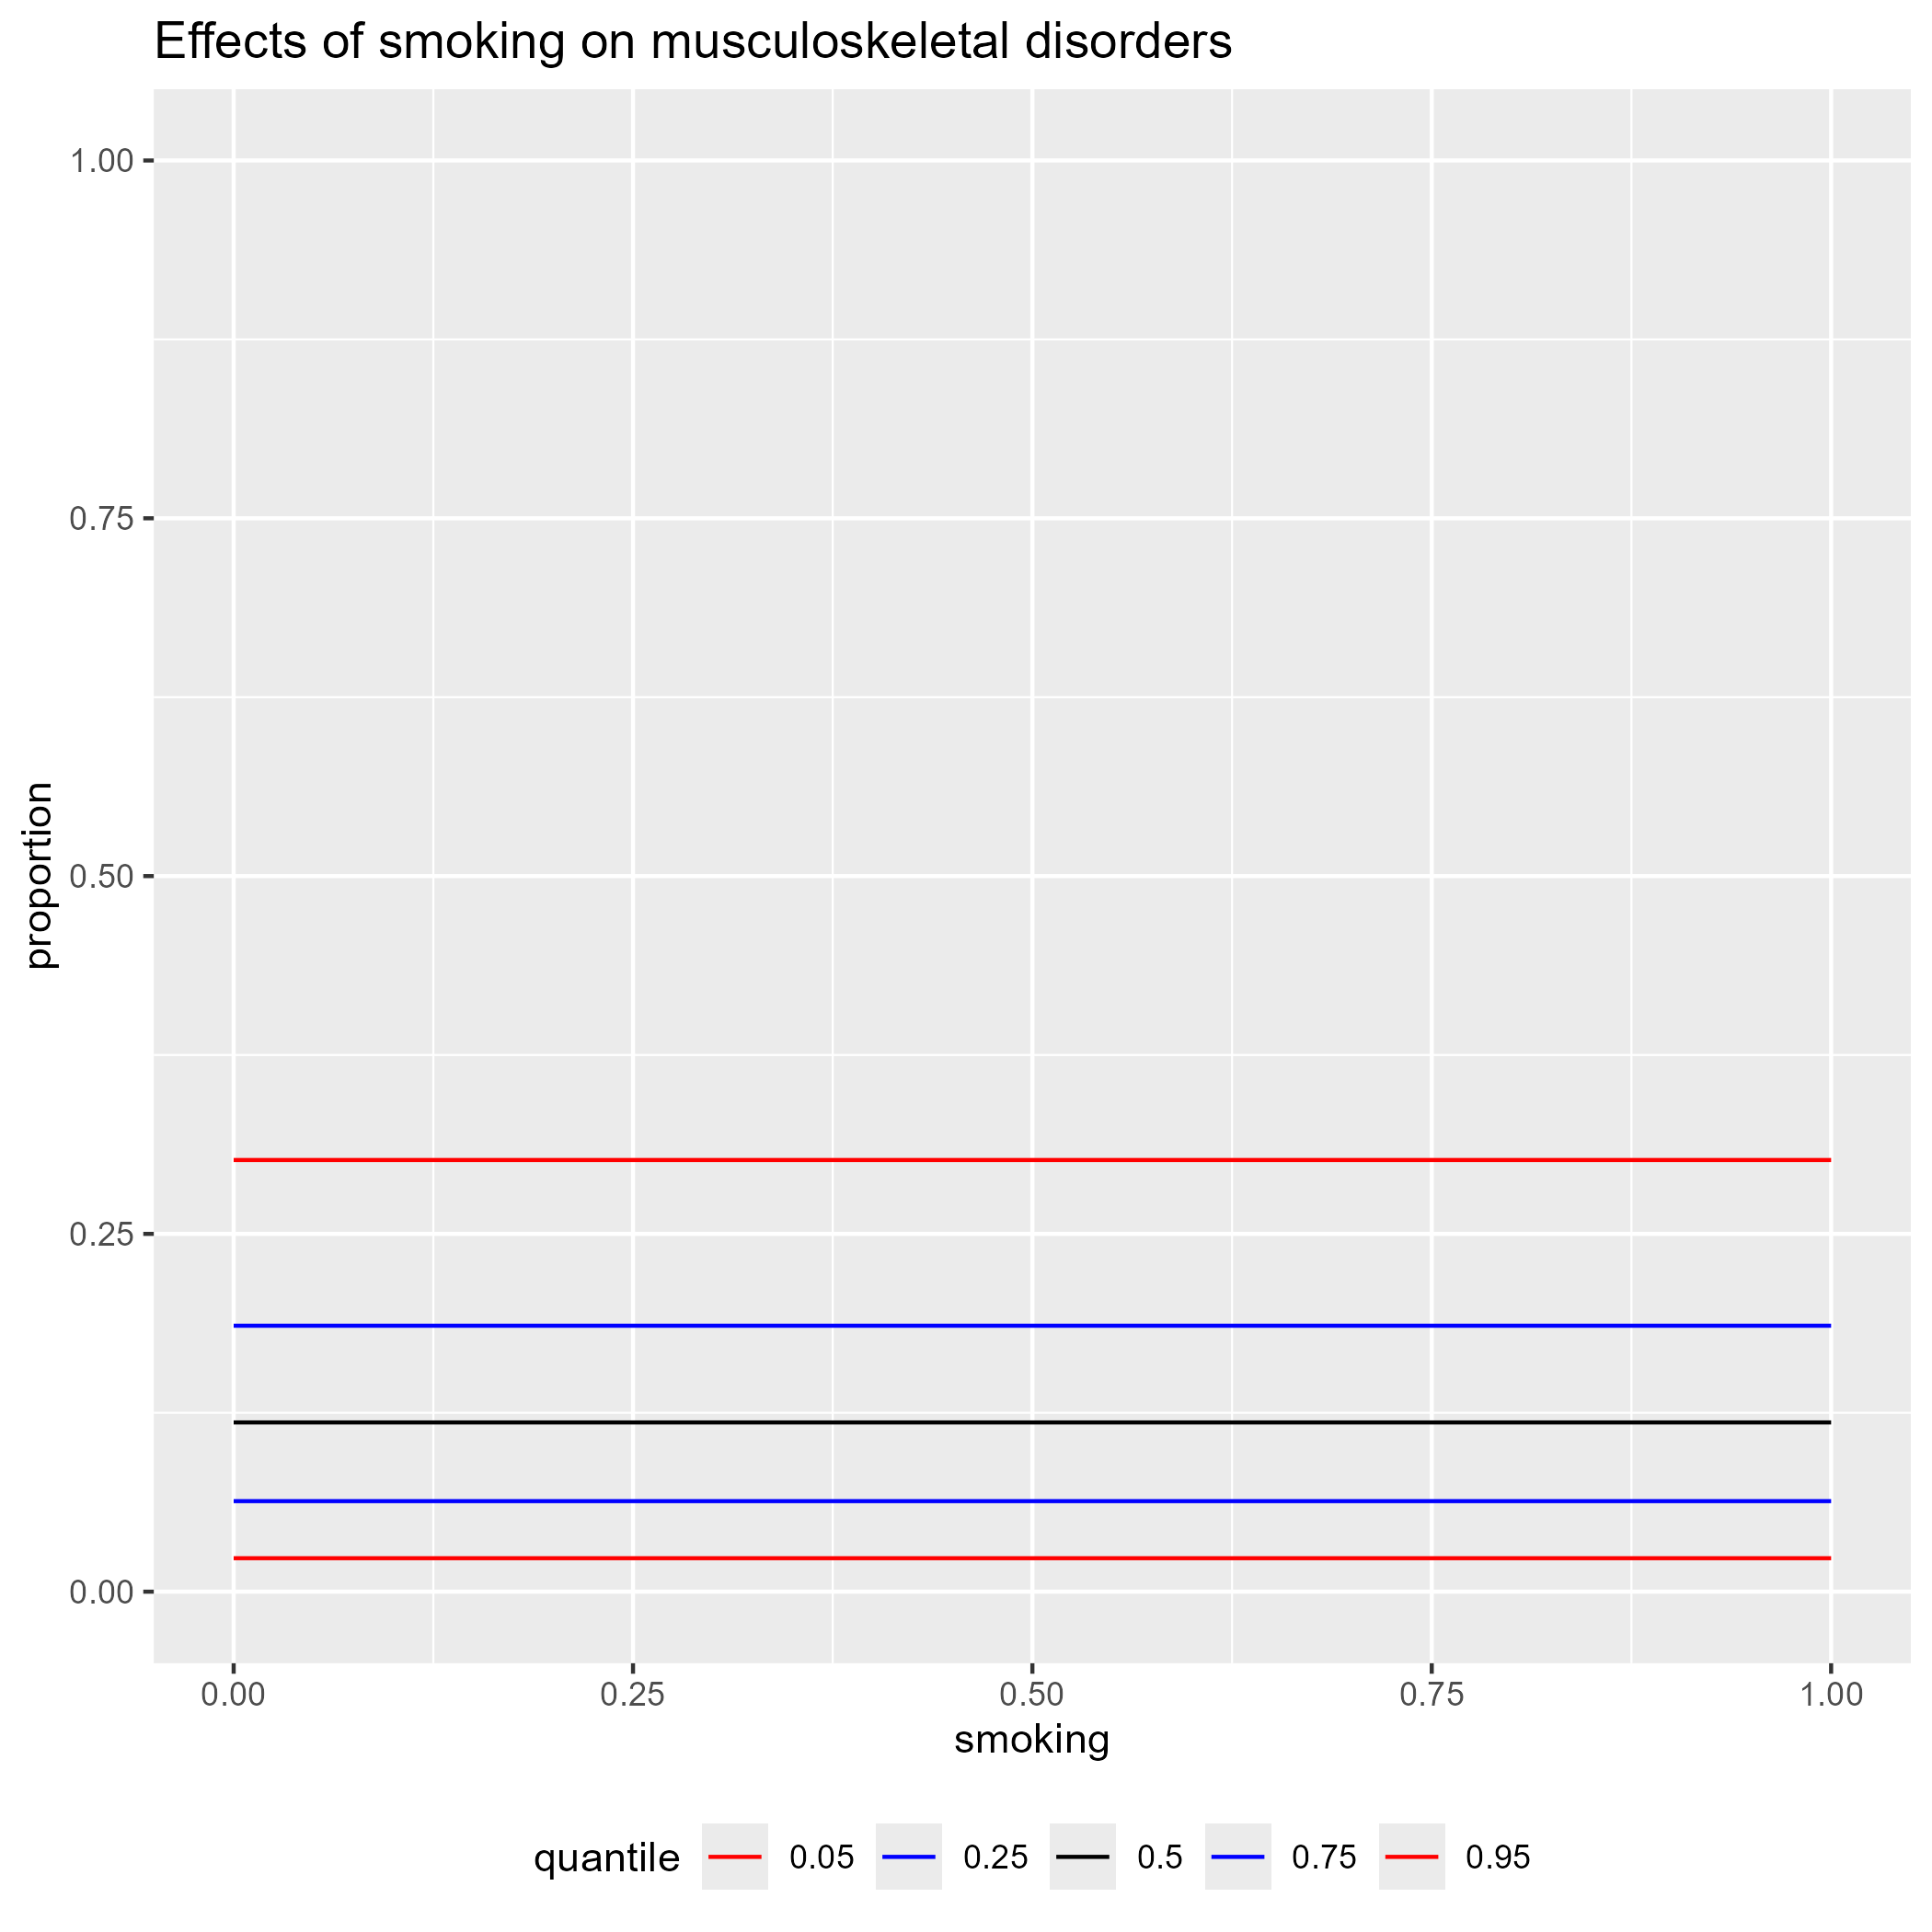 Effects of smoking on musculoskeletal disorders
proportion
1.00
0.75
0.50
0.25
0.00
0.00 0.25 0.50 0.75 1.00
smoking
quantile 0.05 0.25 0.5 0.75 0.95